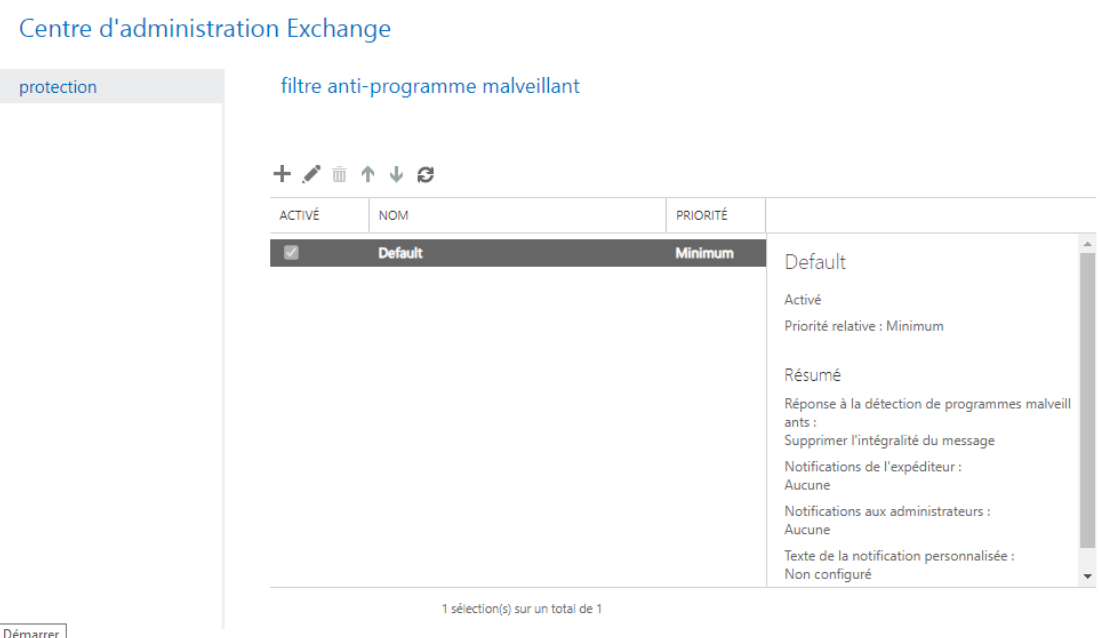 Centre d'administration Exchange
protection
filtre anti-programme malveillant
ACTIVÉ NOM PRIORITÉ
Default Minimum
Default
Activé
Priorité relative : Minimum
Résumé
Réponse à la détection de programmes malveill
ants :
Supprimer l'intégralité du message
Notifications de l'expéditeur :
Aucune
Notifications aux administrateurs :
Aucune
Texte de la notification personnalisée :
Non configuré
1 sélection(s) sur un total de 1
Démarrer